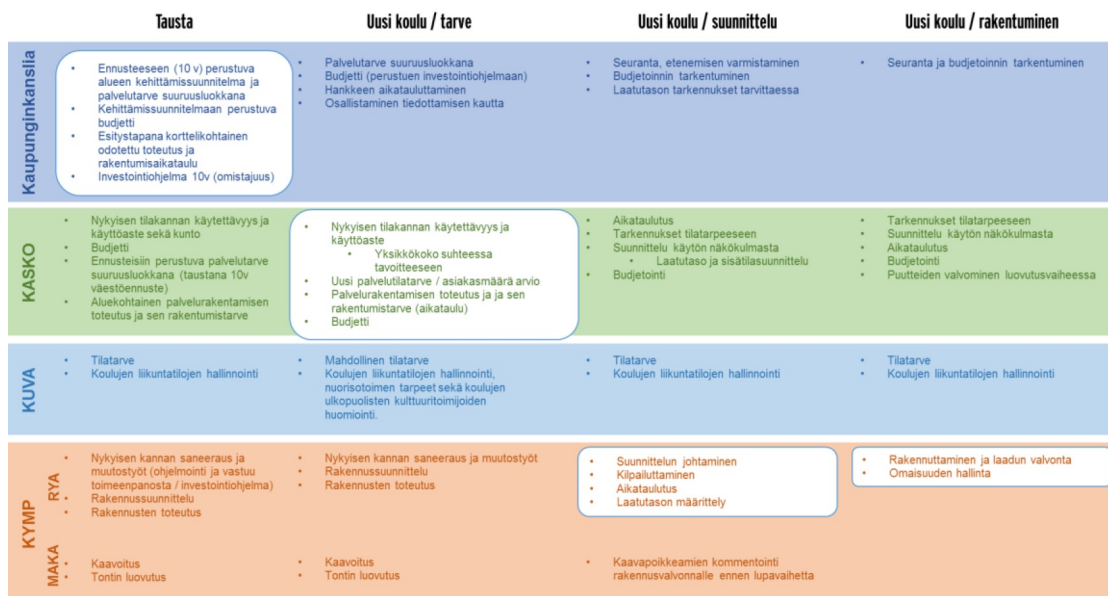 Tausta
Uusi koulu / tarve
Uusi koulu / suunnittelu
Uusi koulu / rakentuminen
Kaupunginkanslia
• Ennusteeseen (10 v) perustuva
alueen kehittämissuunnitelma ja
palvelutarve suuruusluokkana
• Kehittämissuunnitelmaan perustuva
budjetti
• Esitystapana korttelikohtainen
odotettu toteutus ja
rakentumisaikataulu
• Investointiohjelma 10v (omistajuus)
• Palvelutarve suuruusluokkana
• Budjetti (perustuen investointiohjelmaan)
• Hankkeen aikatauluttaminen
• Osallistaminen tiedottamisen kautta
• Seuranta, etenemisen varmistaminen
• Budjetoinnin tarkentuminen
• Laatutason tarkennukset tarvittaessa
• Seuranta ja budjetoinnin tarkentuminen
KASKO
• Nykyisen tilakannan käytettävyys ja
käyttöaste sekä kunto
• Budjetti
• Ennusteisiin perustuva palvelutarve
suuruusluokkana (taustana 10v
väestöennuste)
• Aluekohtainen palvelurakentamisen
toteutus ja sen rakentumistarve
• Nykyisen tilakannan käytettävyys ja
käyttöaste
• Yksikkökoko suhteessa
tavoitteeseen
• Uusi palvelutilatarve / asiakasmäärä arvio
• Palvelurakentamisen toteutus ja ja sen
rakentumistarve (aikataulu)
• Budjetti
• Aikataulutus
• Tarkennukset tilatarpeeseen
• Suunnittelu käytön näkökulmasta
• Laatutaso ja sisätilasuunnittelu
• Budjetointi
• Tarkennukset tilatarpeeseen
• Suunnittelu käytön näkökulmasta
• Aikataulutus
• Budjetointi
• Puutteiden valvominen luovutusvaiheessa
KUVA
• Tilatarve
• Koulujen liikuntatilojen hallinnointi
• Mahdollinen tilatarve
• Koulujen liikuntatilojen hallinnointi,
nuorisotoimen tarpeet sekä koulujen
ulkopuolisten kulttuuritoimijoiden
huomiointi.
• Tilatarve
• Koulujen liikuntatilojen hallinnointi
• Tilatarve
• Koulujen liikuntatilojen hallinnointi
KYMP
RYA
• Nykyisen kannan saneeraus ja
muutostyöt (ohjelmointi ja vastuu
toimeenpanosta / investointiohjelma)
• Rakennussuunnittelu
• Rakennusten toteutus
• Nykyisen kannan saneeraus ja muutostyöt
• Rakennussuunnittelu
• Rakennusten toteutus
• Suunnittelun johtaminen
• Kilpailuttaminen
• Aikataulutus
• Laatutason määrittely
• Rakennuttaminen ja laadun valvonta
• Omaisuuden hallinta
MAKA
• Kaavoitus
• Tontin luovutus
• Kaavoitus
• Tontin luovutus
• Kaavapoikkeamien kommentointi
rakennusvalvonnalle ennen lupavaihetta